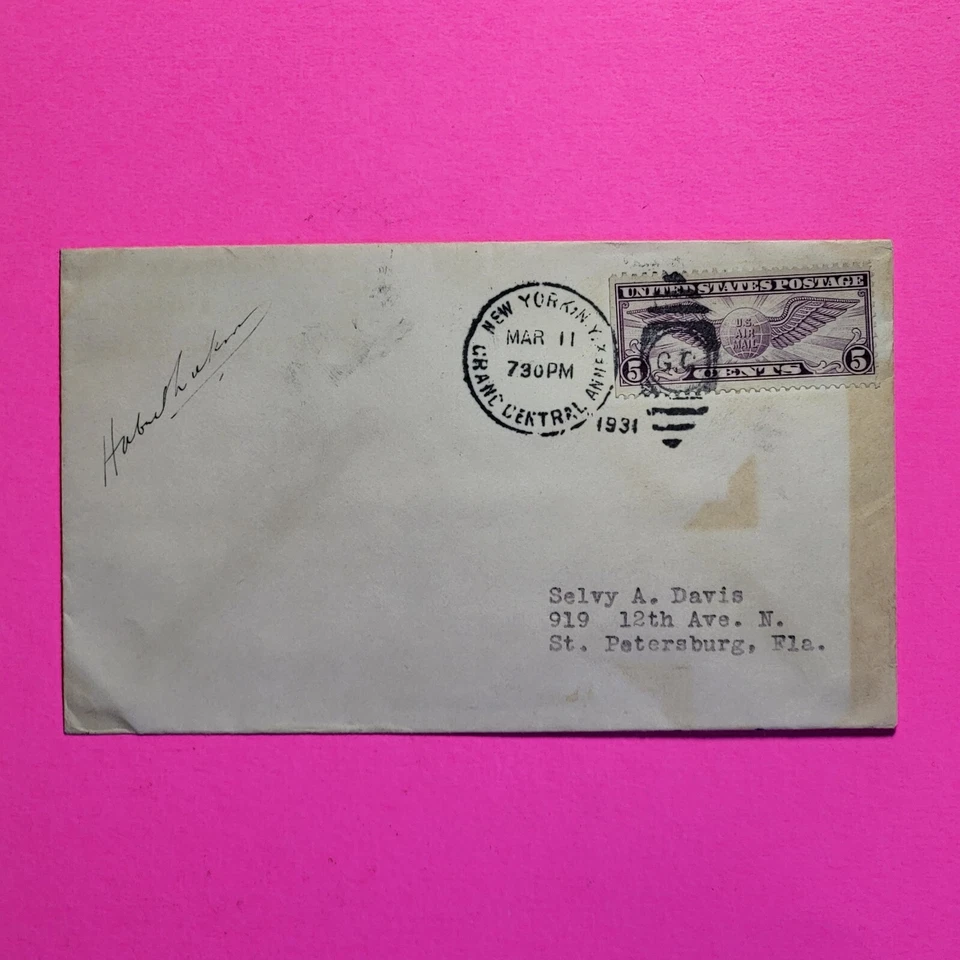 NEW YORK, N.Y.
MAR 11
730PM
GRAND CENTRAL ANNEX
1931
G.C.
UNITED STATES POSTAGE
U.S.
AIR
MAIL
5 CENTS 5
Selvy A. Davis
919 12th Ave. N.
St. Petersburg, Fla.